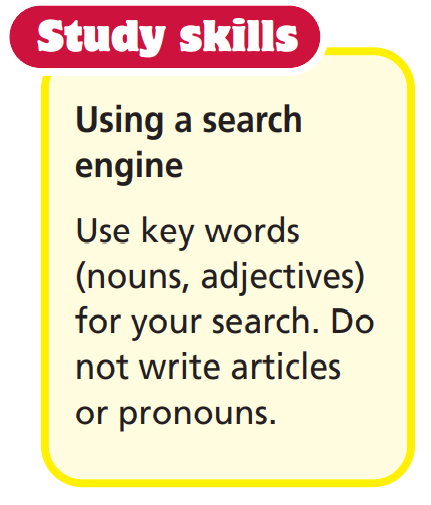 Study skills
Using a search
engine
Use key words
(nouns, adjectives)
for your search. Do
not write articles
or pronouns.